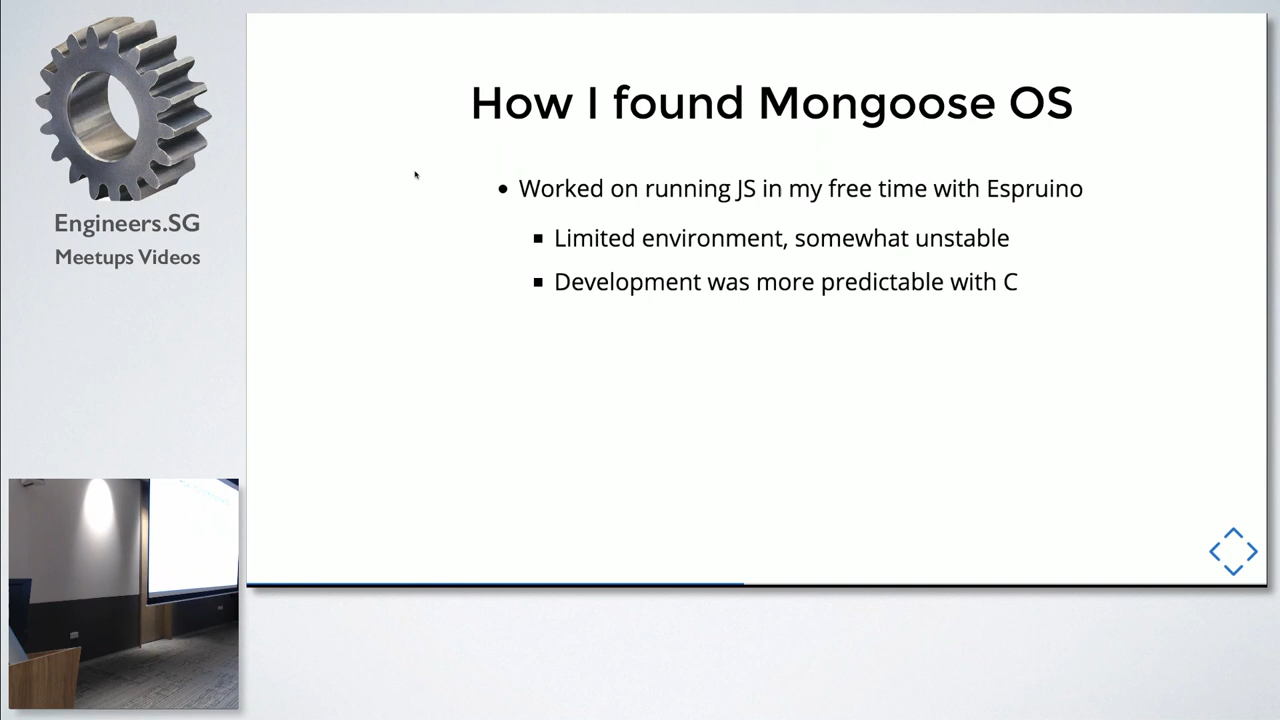 Engineers.SG
Meetups Videos
How I found Mongoose OS
Worked on running JS in my free time with Espruino
Limited environment, somewhat unstable
Development was more predictable with C